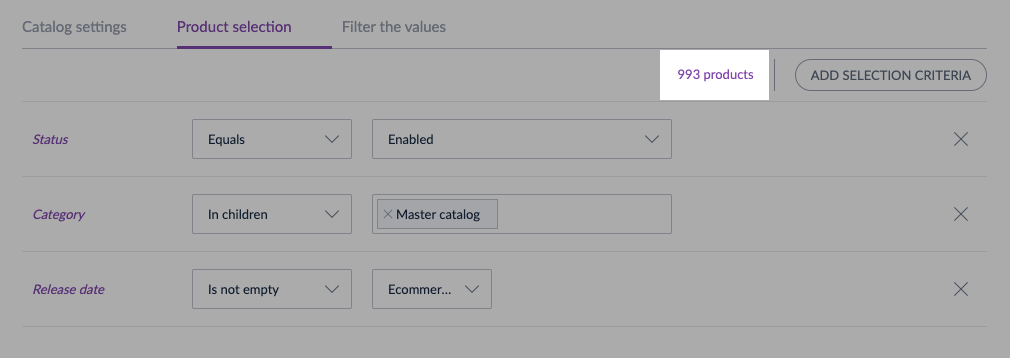 Catalog settings Product selection Filter the values
993 products ADD SELECTION CRITERIA
Status Equals Enabled
Category In children Master catalog
Release date Is not empty Ecommer...